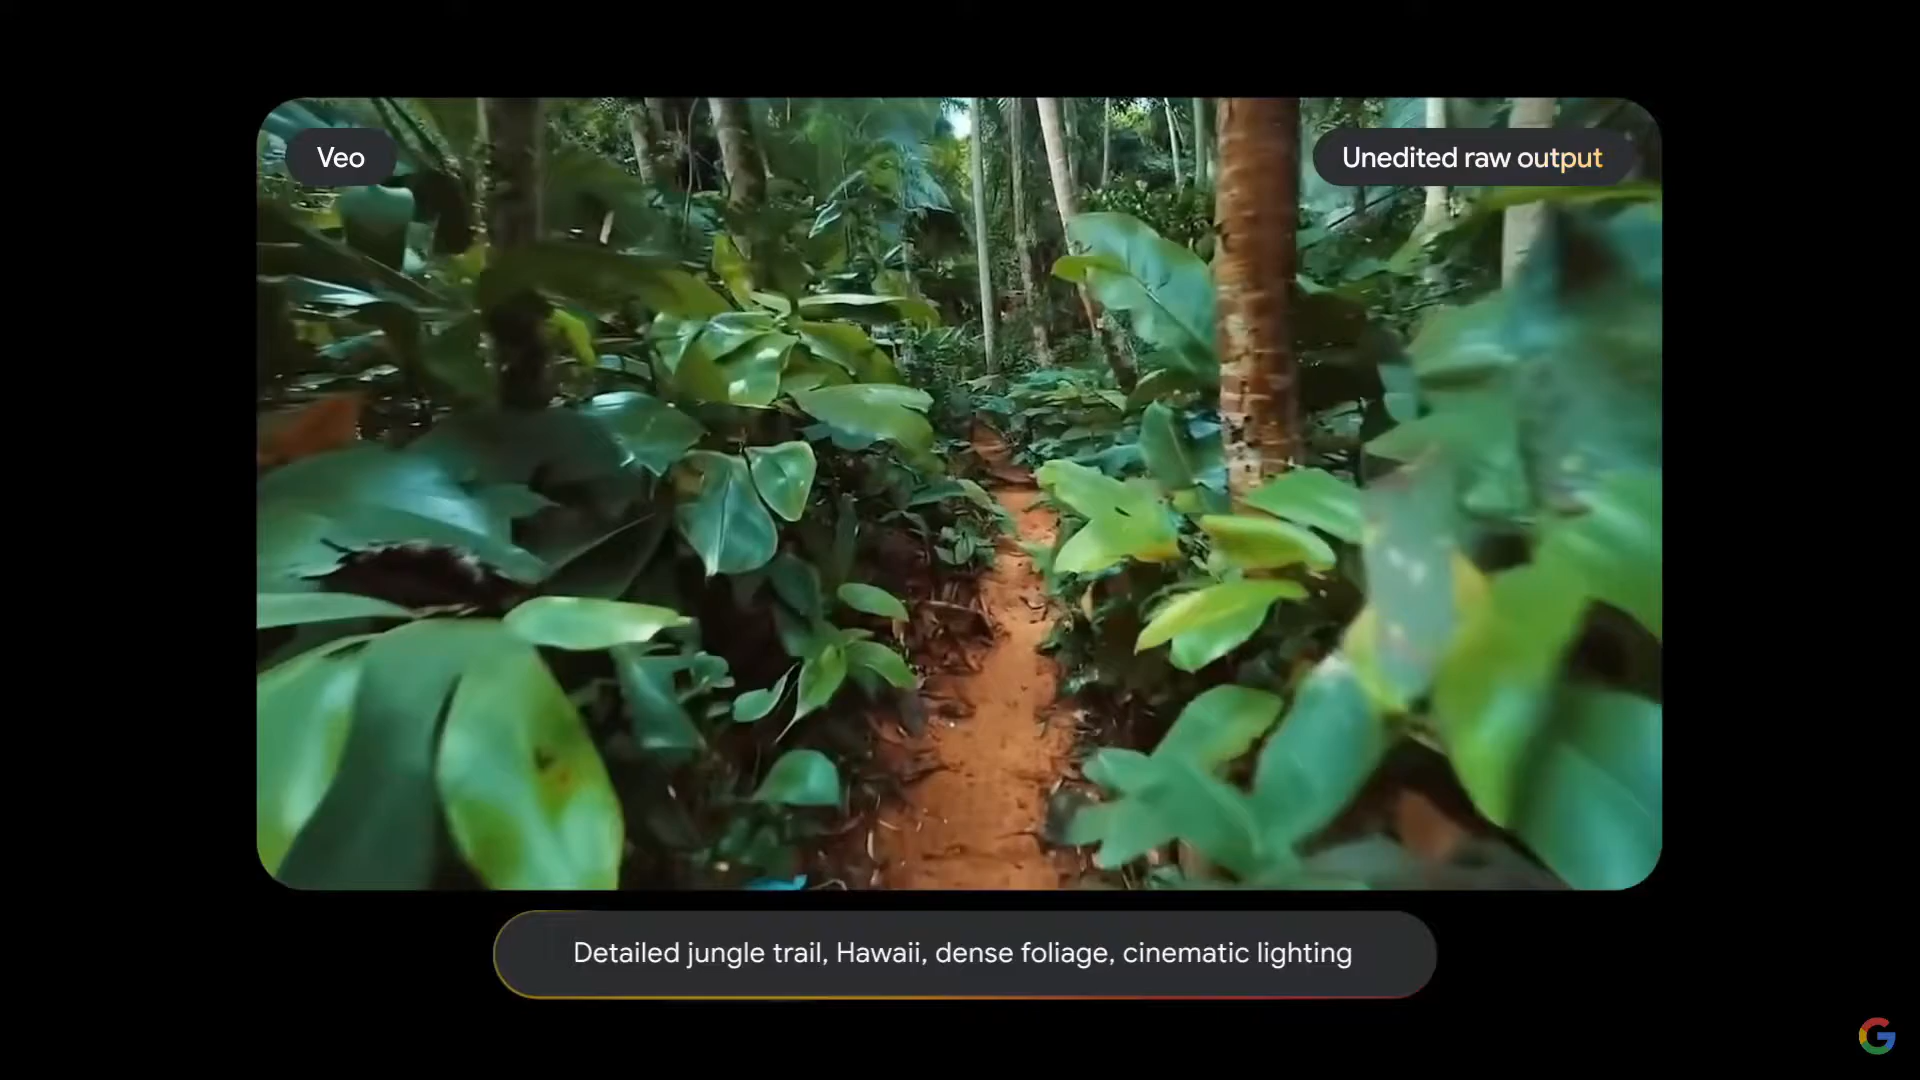 Veo
Unedited raw output
Detailed jungle trail, Hawaii, dense foliage, cinematic lighting